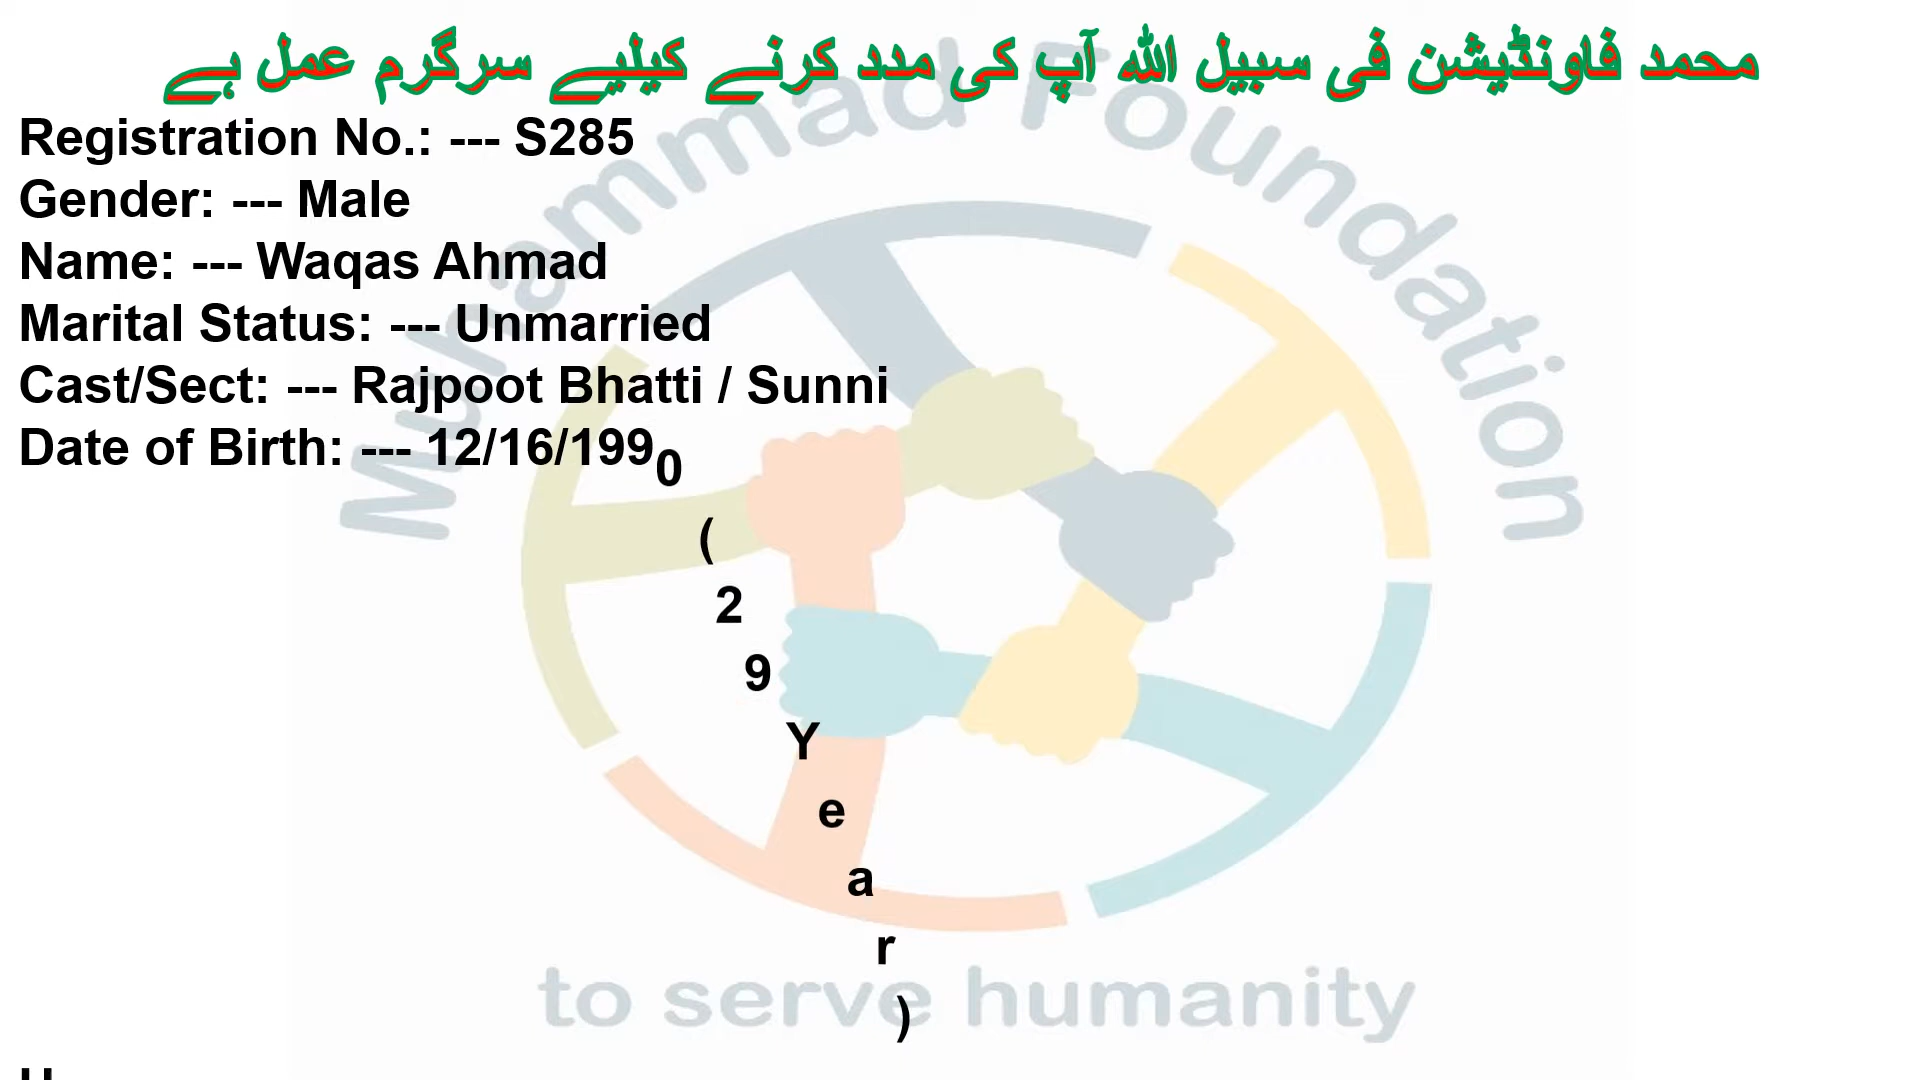 محمد فاونڈیشن فی سبیل اللہ آپ کی مدد کرنے کیلیے سرگرم عمل ہے
Muhammad Foundation
Registration No.: --- S285
Gender: --- Male
Name: --- Waqas Ahmad
Marital Status: --- Unmarried
Cast/Sect: --- Rajpoot Bhatti / Sunni
Date of Birth: --- 12/16/1990 (29 Year)
to serve humanity